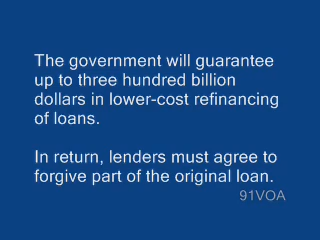 The government will guarantee
up to three hundred billion
dollars in lower-cost refinancing
of loans.
In return, lenders must agree to
forgive part of the original loan.
91VOA